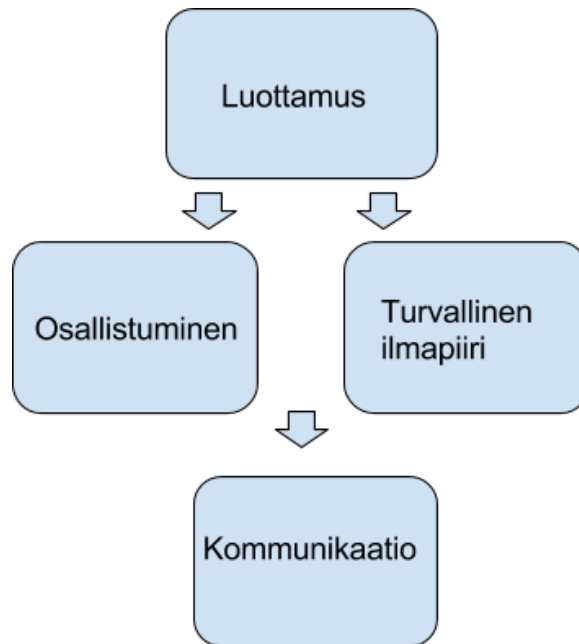 Luottamus
Osallistuminen
Turvallinen
ilmapiiri
Kommunikaatio